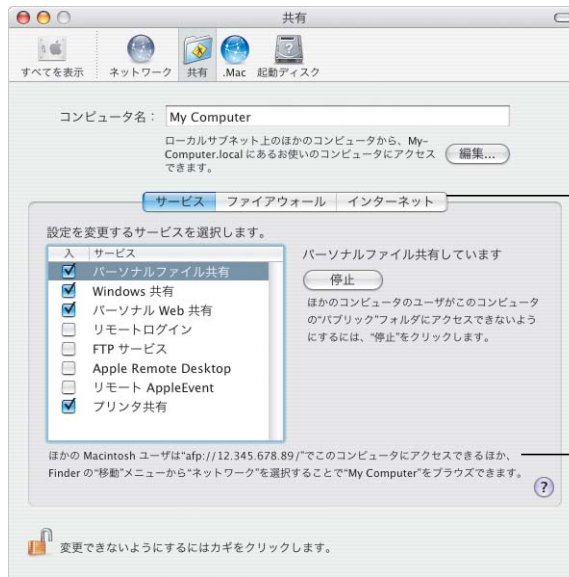 共有
すべてを表示 ネットワーク 共有 .Mac 起動ディスク
コンピュータ名： My Computer
ローカルサブネット上のほかのコンピュータから、My-
Computer.local にあるお使いのコンピュータにアクセス
できます。
編集...
サービス ファイアウォール インターネット
設定を変更するサービスを選択します。
入 サービス
パーソナルファイル共有
Windows 共有
パーソナル Web 共有
リモートログイン
FTP サービス
Apple Remote Desktop
リモート AppleEvent
プリンタ共有
パーソナルファイル共有しています
停止
ほかのコンピュータのユーザがこのコンピュータ
の“パブリック”フォルダにアクセスできないよう
にするには、“停止”をクリックします。
ほかの Macintosh ユーザは“afp://12.345.678.89/”でこのコンピュータにアクセスできるほか、
Finder の“移動”メニューから“ネットワーク”を選択することで“My Computer”をブラウズできます。
?
変更できないようにするにはカギをクリックします。